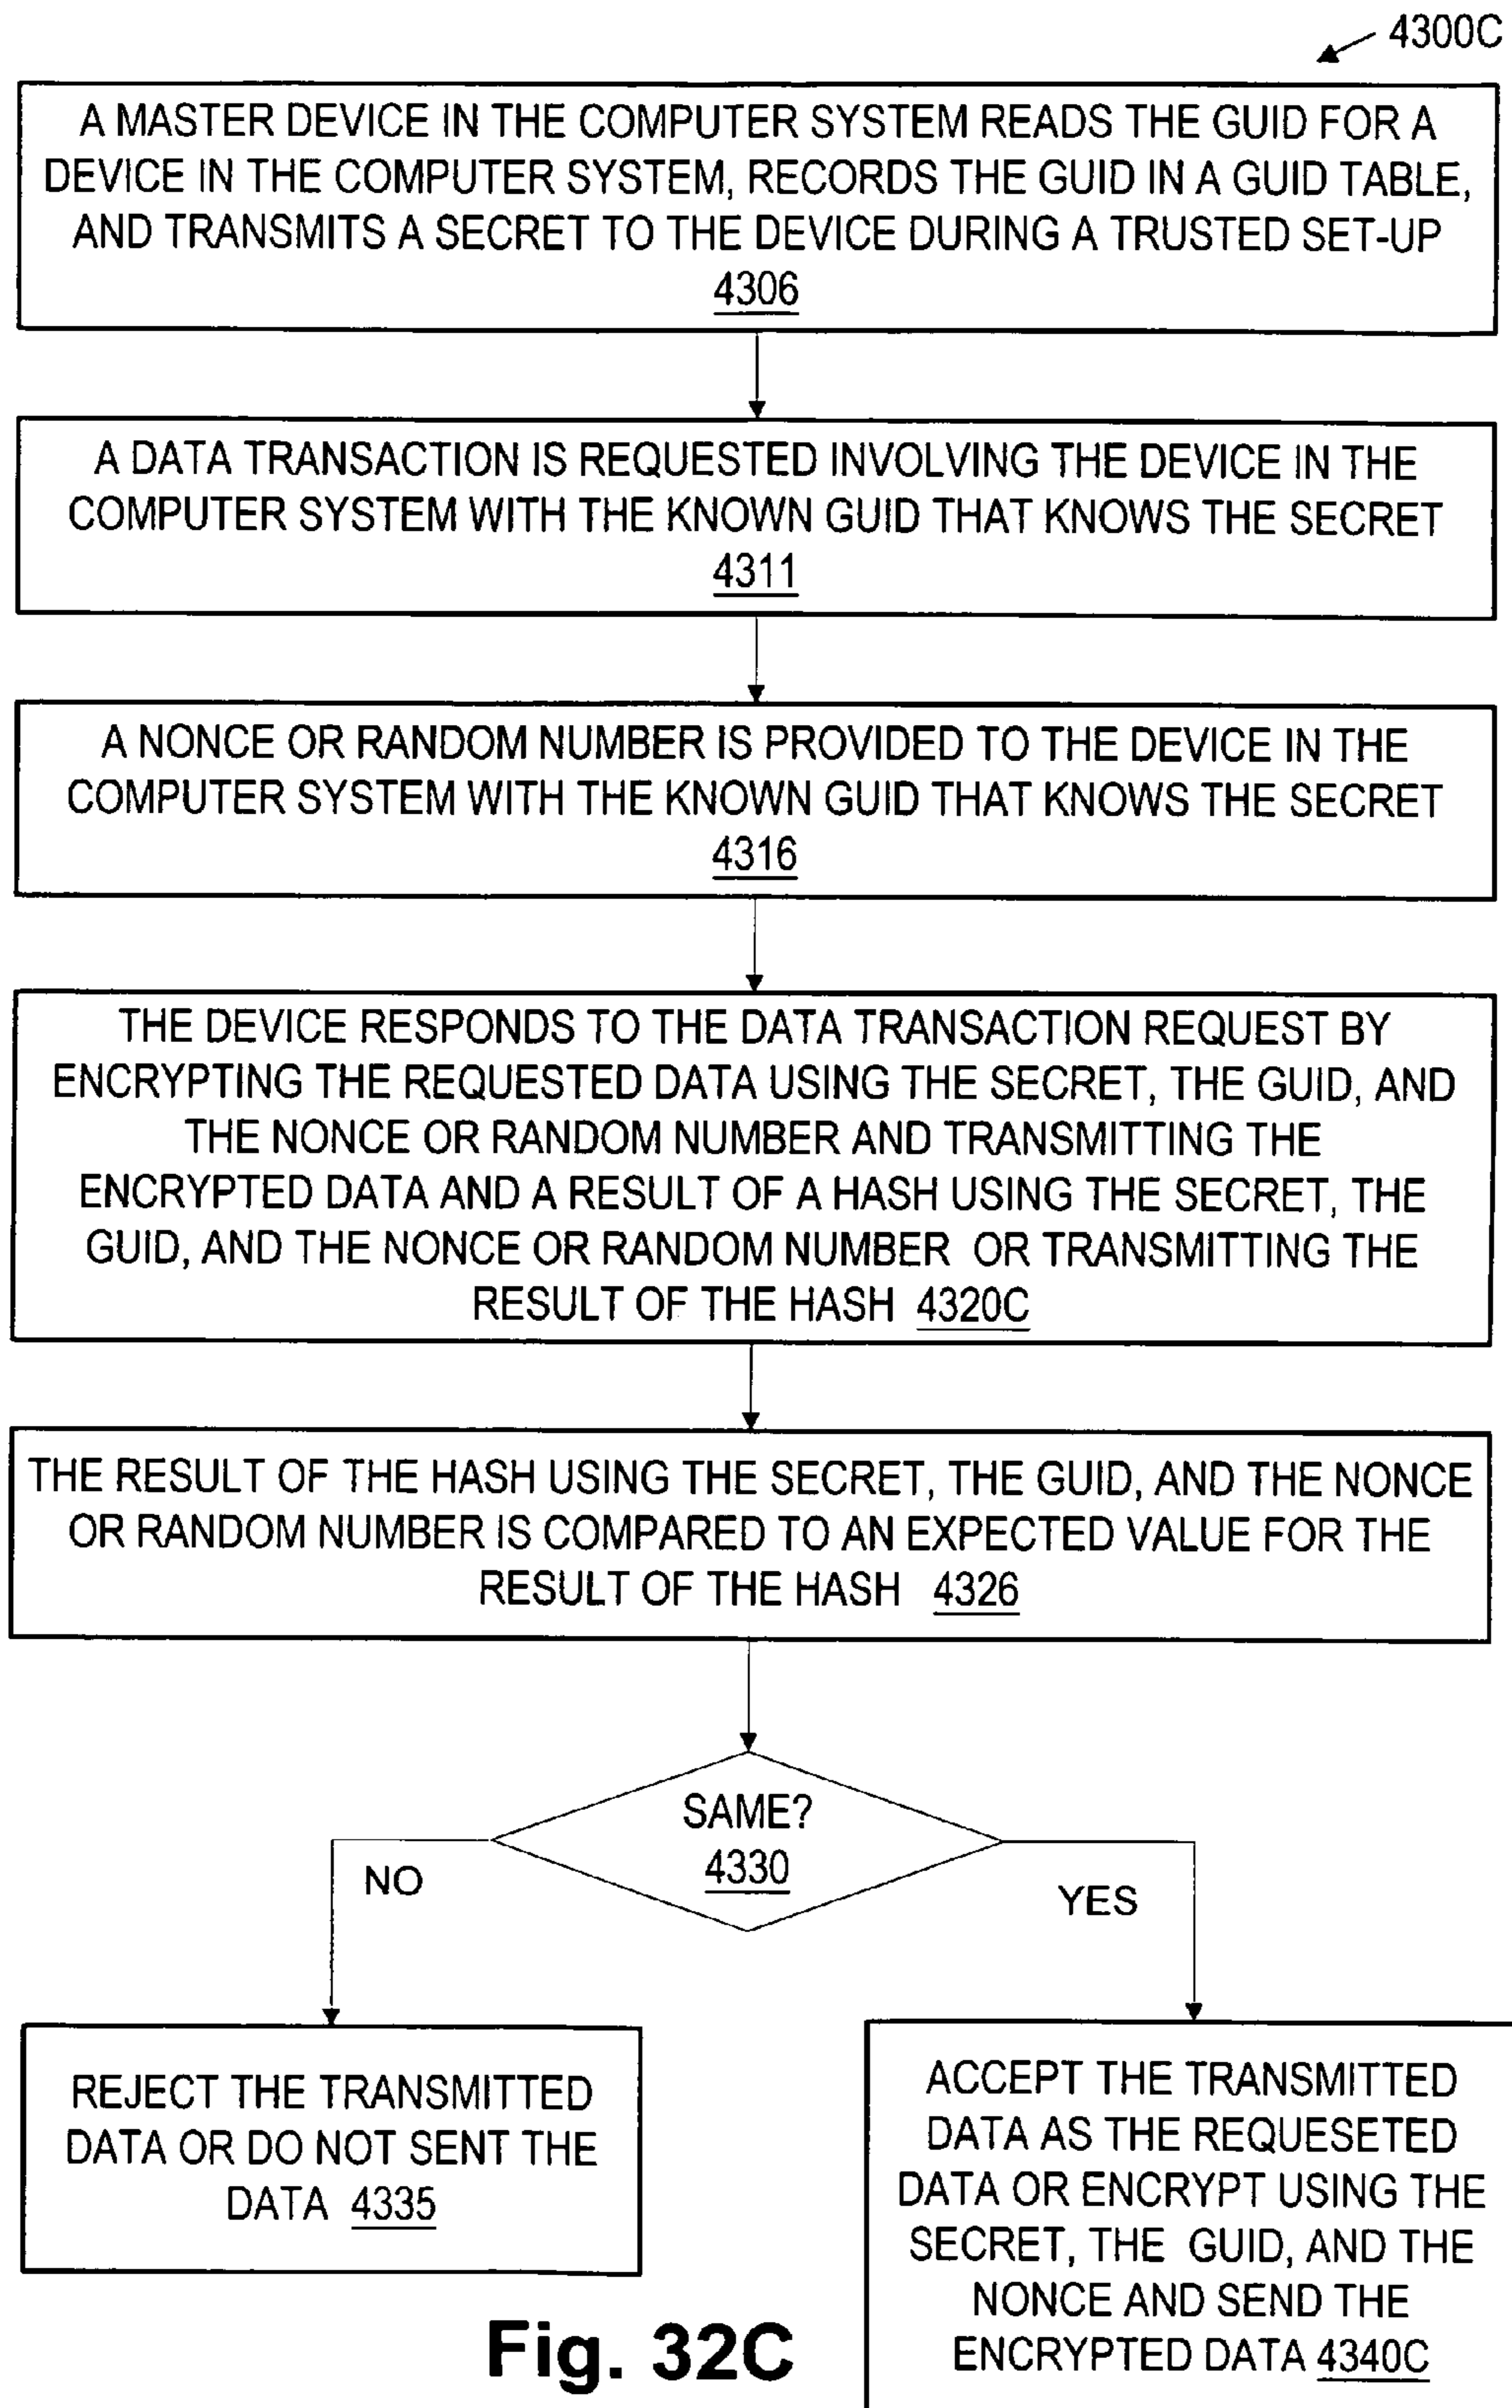 4300C
A MASTER DEVICE IN THE COMPUTER SYSTEM READS THE GUID FOR A
DEVICE IN THE COMPUTER SYSTEM, RECORDS THE GUID IN A GUID TABLE,
AND TRANSMITS A SECRET TO THE DEVICE DURING A TRUSTED SET-UP
4306
A DATA TRANSACTION IS REQUESTED INVOLVING THE DEVICE IN THE
COMPUTER SYSTEM WITH THE KNOWN GUID THAT KNOWS THE SECRET
4311
A NONCE OR RANDOM NUMBER IS PROVIDED TO THE DEVICE IN THE
COMPUTER SYSTEM WITH THE KNOWN GUID THAT KNOWS THE SECRET
4316
THE DEVICE RESPONDS TO THE DATA TRANSACTION REQUEST BY
ENCRYPTING THE REQUESTED DATA USING THE SECRET, THE GUID, AND
THE NONCE OR RANDOM NUMBER AND TRANSMITTING THE
ENCRYPTED DATA AND A RESULT OF A HASH USING THE SECRET, THE
GUID, AND THE NONCE OR RANDOM NUMBER OR TRANSMITTING THE
RESULT OF THE HASH 4320C
THE RESULT OF THE HASH USING THE SECRET, THE GUID, AND THE NONCE
OR RANDOM NUMBER IS COMPARED TO AN EXPECTED VALUE FOR THE
RESULT OF THE HASH 4326
SAME?
4330
NO
YES
REJECT THE TRANSMITTED
DATA OR DO NOT SENT THE
DATA 4335
ACCEPT THE TRANSMITTED
DATA AS THE REQUESETED
DATA OR ENCRYPT USING THE
SECRET, THE GUID, AND THE
NONCE AND SEND THE
ENCRYPTED DATA 4340C
Fig. 32C